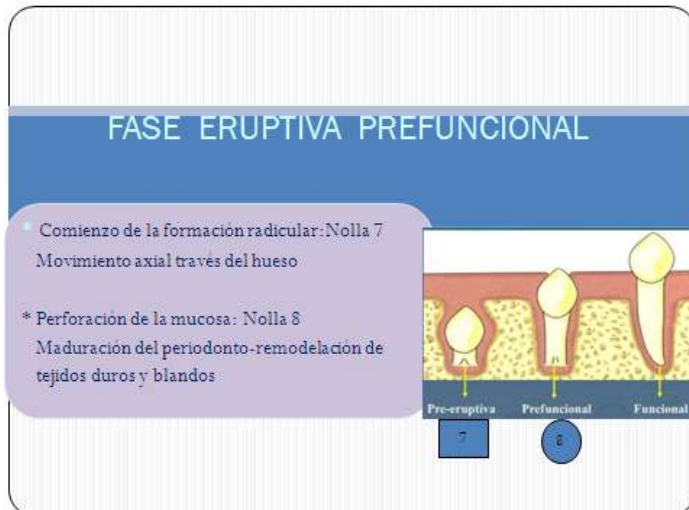 FASE ERUPTIVA PREFUNCIONAL
* Comienzo de la formación radicular: Nolla 7
Movimiento axial través del hueso
* Perforación de la mucosa: Nolla 8
Maduración del periodonto-remodelación de
tejidos duros y blandos
Pre-eruptiva Prefuncional Funcional
7 8